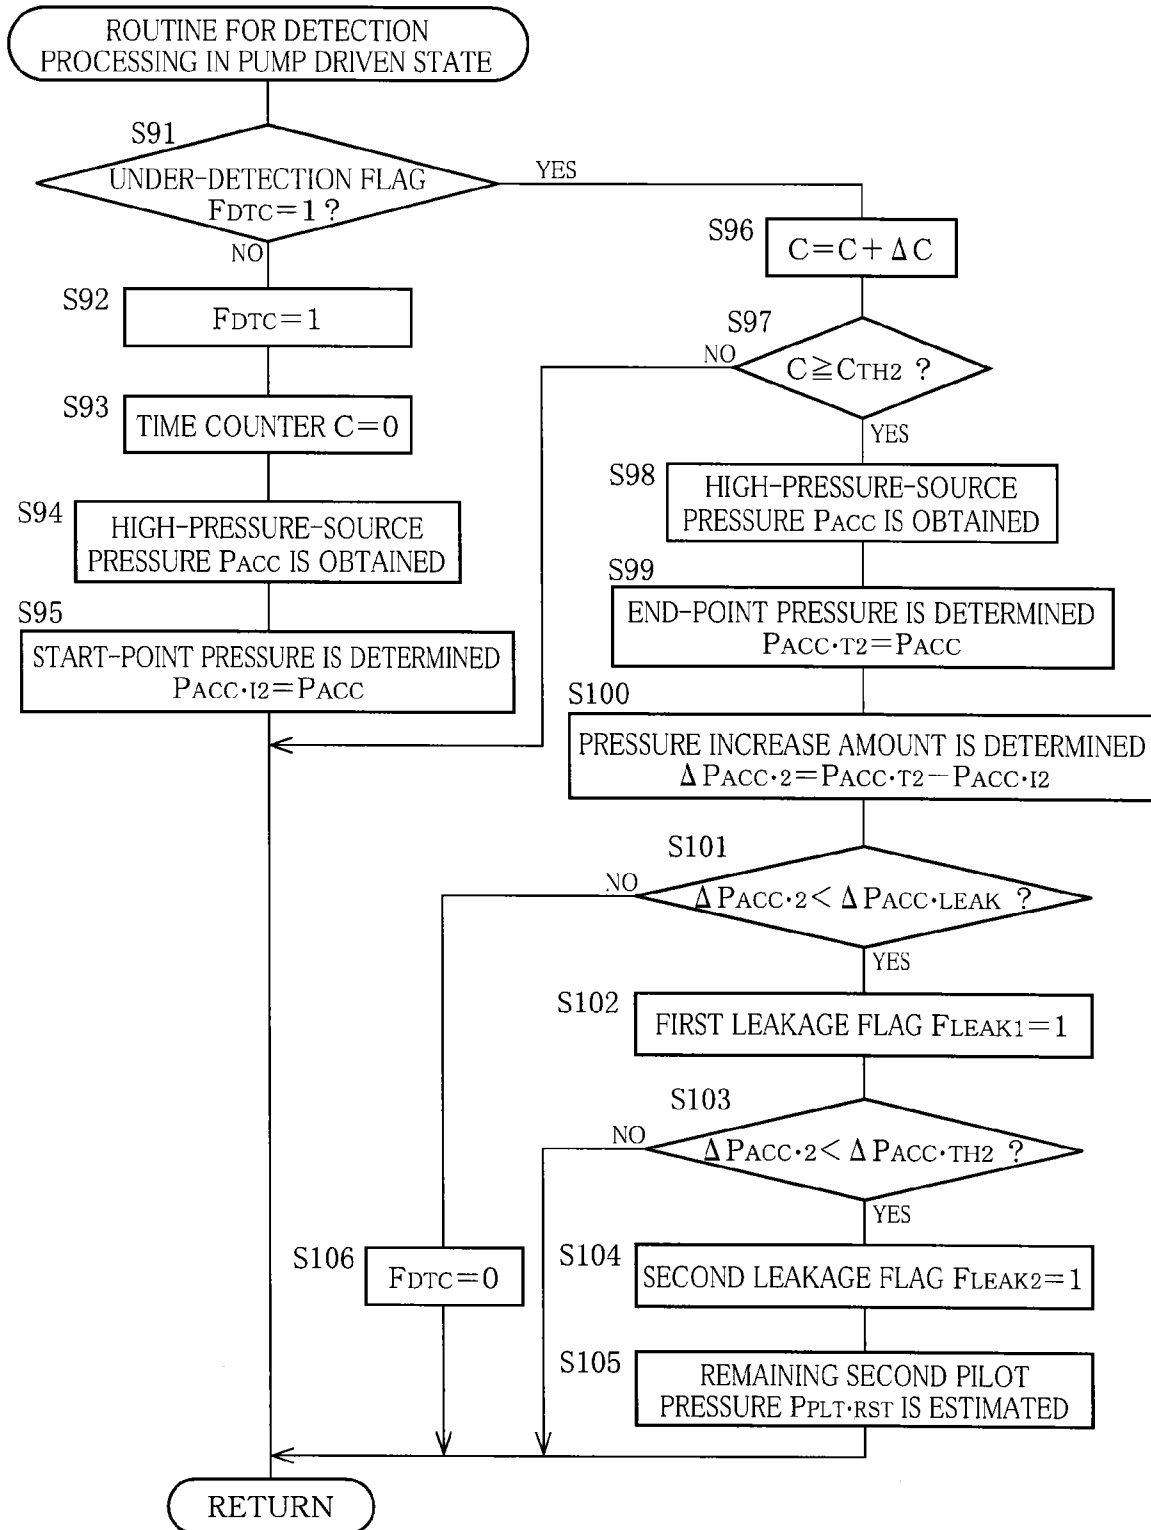 ROUTINE FOR DETECTION
PROCESSING IN PUMP DRIVEN STATE
S91
UNDER-DETECTION FLAG
FDTC=1?
YES
NO
S92
FDTC=1
S93
TIME COUNTER C=0
S94
HIGH-PRESSURE-SOURCE
PRESSURE PACC IS OBTAINED
S95
START-POINT PRESSURE IS DETERMINED
PACC·I2=PACC
S96
C=C+ΔC
S97
NO
C≧CTH2 ?
YES
S98
HIGH-PRESSURE-SOURCE
PRESSURE PACC IS OBTAINED
S99
END-POINT PRESSURE IS DETERMINED
PACC·T2=PACC
S100
PRESSURE INCREASE AMOUNT IS DETERMINED
ΔPACC·2=PACC·T2−PACC·I2
S101
NO
ΔPACC·2<ΔPACC·LEAK ?
YES
S102
FIRST LEAKAGE FLAG FLEAK1=1
S103
NO
ΔPACC·2<ΔPACC·TH2 ?
YES
S106
FDTC=0
S104
SECOND LEAKAGE FLAG FLEAK2=1
S105
REMAINING SECOND PILOT
PRESSURE PPLT·RST IS ESTIMATED
RETURN